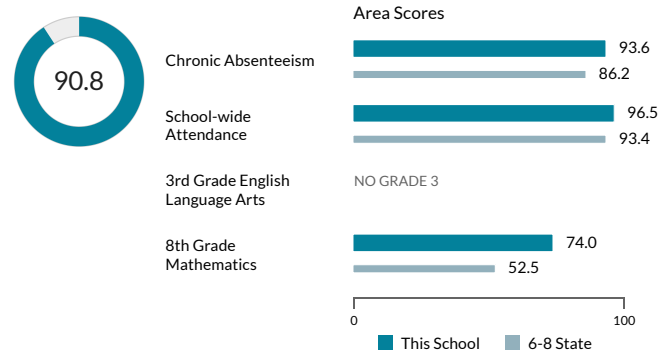 Area Scores
90.8
Chronic Absenteeism
93.6
86.2
School-wide
Attendance
96.5
93.4
3rd Grade English
Language Arts
NO GRADE 3
8th Grade
Mathematics
74.0
52.5
0
100
This School
6-8 State